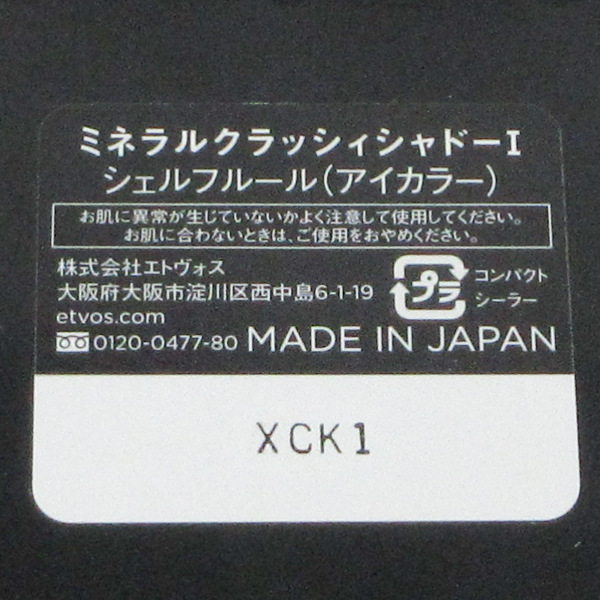 ミネラルクラッシィシャドーI
シェルフルール(アイカラー)
お肌に異常が生じていないかよく注意して使用してください。
お肌に合わないときは、ご使用をおやめください。
株式会社エトヴォス
大阪府大阪市淀川区西中島6-1-19
etvos.com
0120-0477-80 MADE IN JAPAN
プラ
コンパクト
シーラー
XCK1